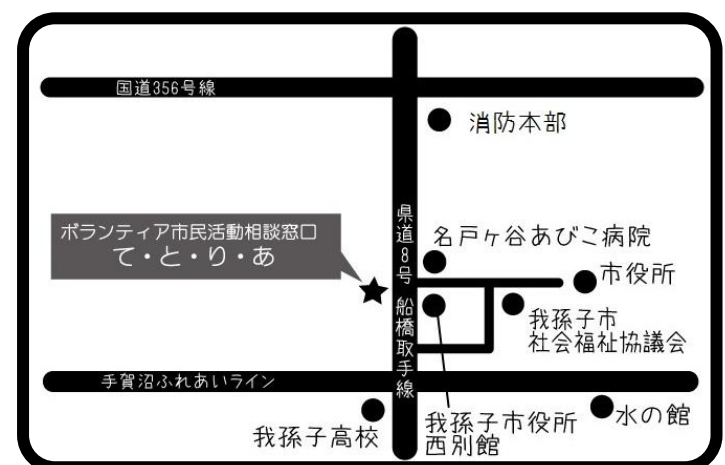 国道356号線
消防本部
ボランティア市民活動相談窓口
て・と・り・あ
県道8号 船橋取手線
名戸ヶ谷あびこ病院
市役所
我孫子市
社会福祉協議会
手賀沼ふれあいライン
我孫子高校
我孫子市役所
西別館
水の館